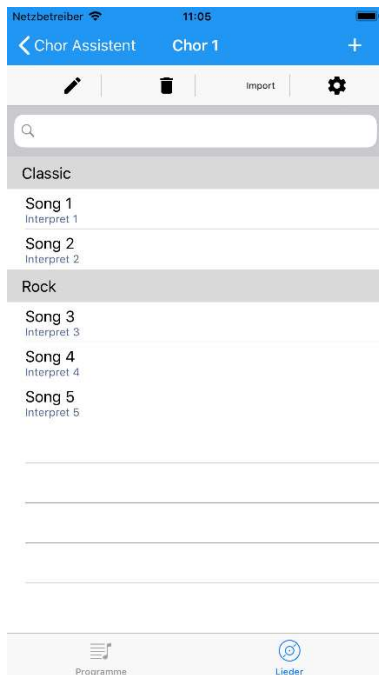 Netzbetreiber 11:05
Chor Assistent Chor 1 +
Import
Classic
Song 1
Interpret 1
Song 2
Interpret 2
Rock
Song 3
Interpret 3
Song 4
Interpret 4
Song 5
Interpret 5
Programme Lieder